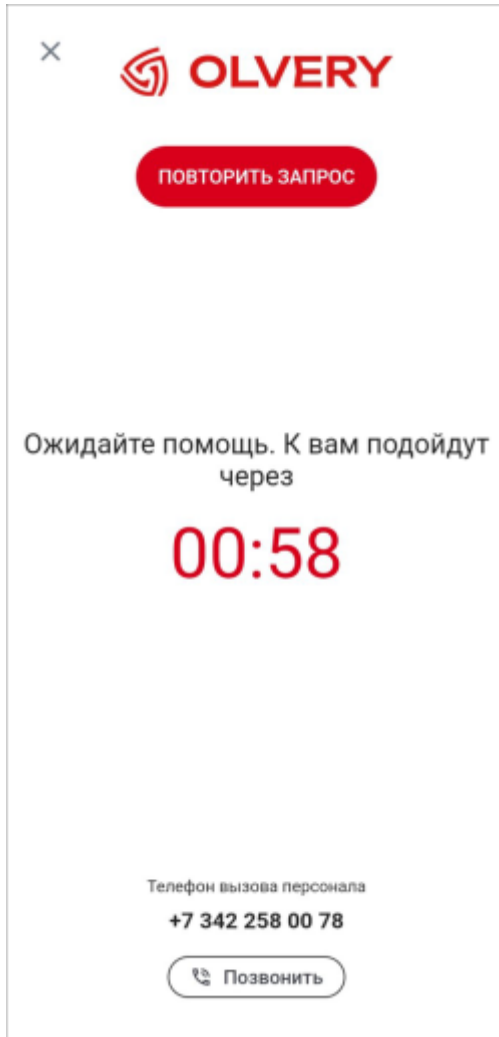 OLVERY
ПОВТОРИТЬ ЗАПРОС
Ожидайте помощь. К вам подойдут
через
00:58
Телефон вызова персонала
+7 342 258 00 78
Позвонить